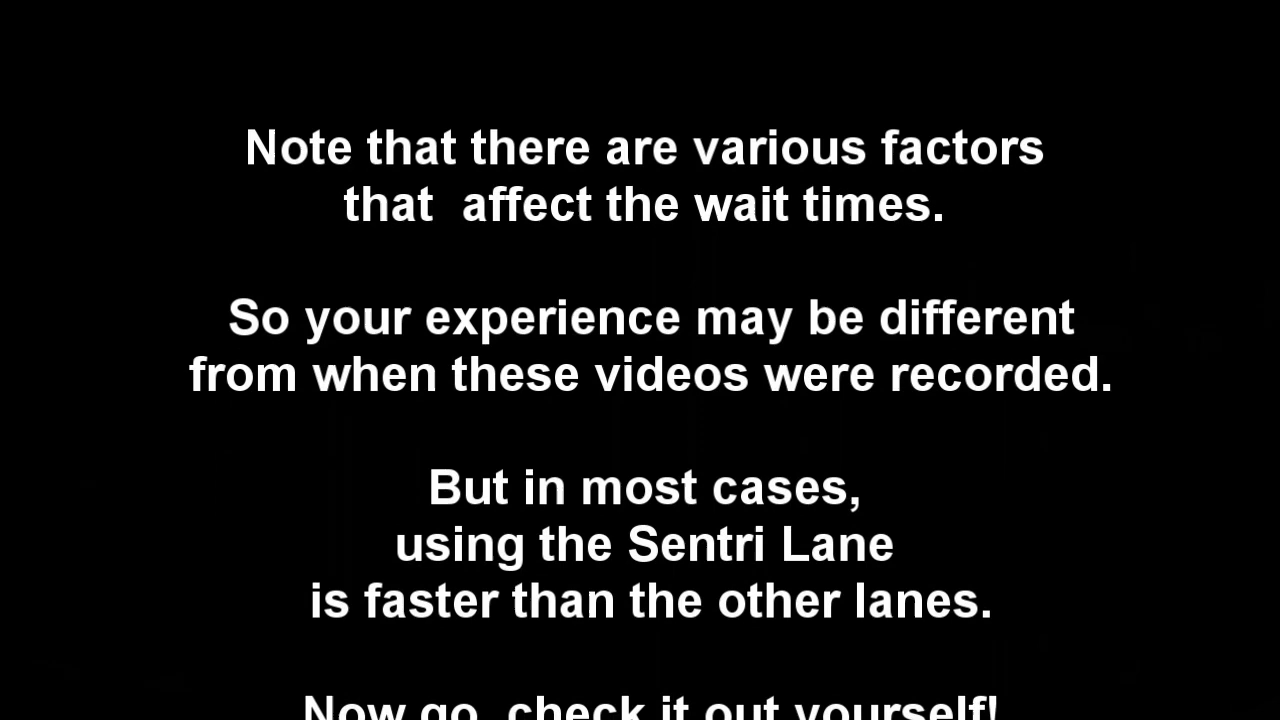 Note that there are various factors
that  affect the wait times.
So your experience may be different
from when these videos were recorded.
But in most cases,
using the Sentri Lane
is faster than the other lanes.
Now go, check it out yourself!